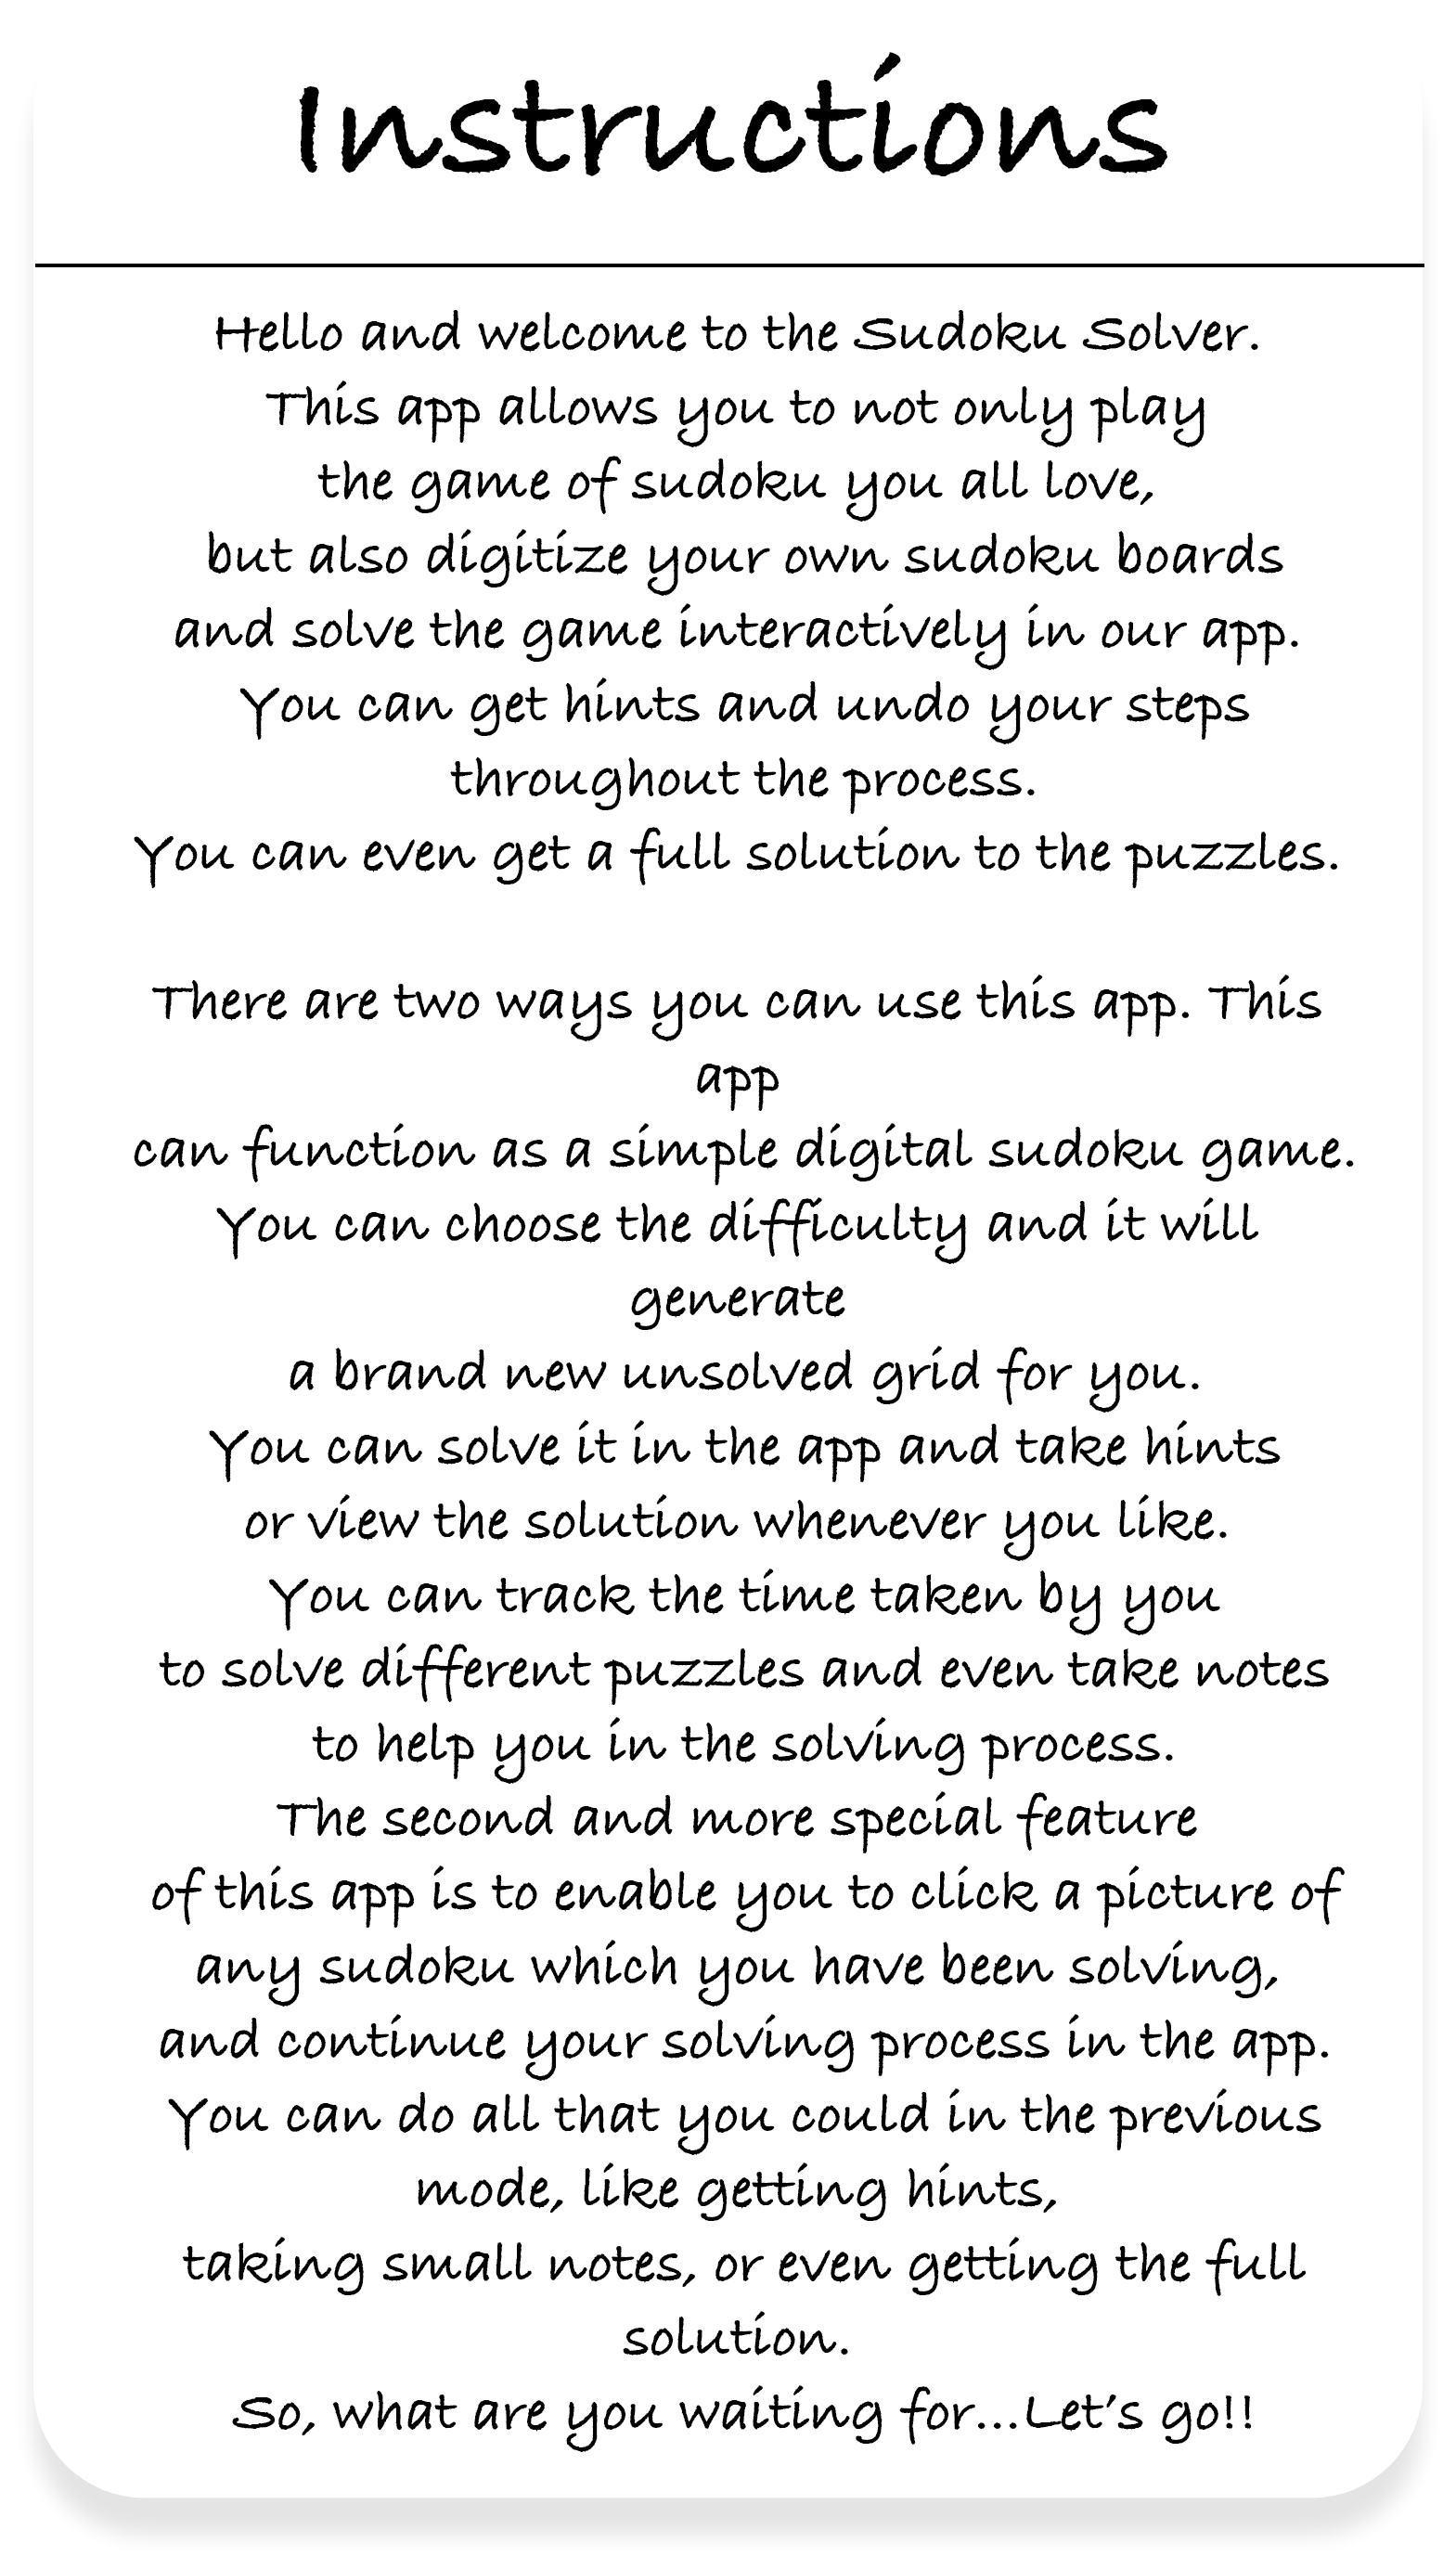 Instructions
Hello and welcome to the Sudoku Solver.
This app allows you to not only play
the game of sudoku you all love,
but also digitize your own sudoku boards
and solve the game interactively in our app.
You can get hints and undo your steps
throughout the process.
You can even get a full solution to the puzzles.
There are two ways you can use this app. This
app
can function as a simple digital sudoku game.
You can choose the difficulty and it will
generate
a brand new unsolved grid for you.
You can solve it in the app and take hints
or view the solution whenever you like.
You can track the time taken by you
to solve different puzzles and even take notes
to help you in the solving process.
The second and more special feature
of this app is to enable you to click a picture of
any sudoku which you have been solving,
and continue your solving process in the app.
You can do all that you could in the previous
mode, like getting hints,
taking small notes, or even getting the full
solution.
So, what are you waiting for...Let's go!!